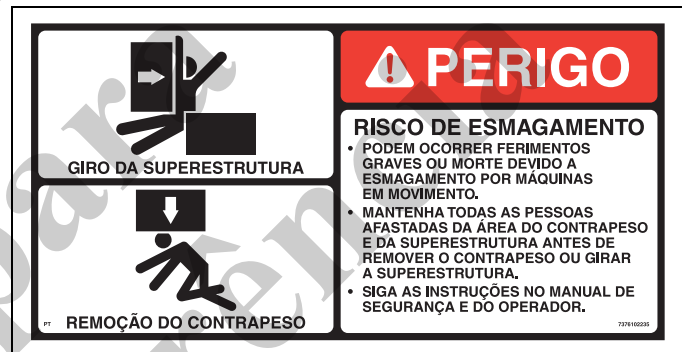 GIRO DA SUPERESTRUTURA
PT REMOÇÃO DO CONTRAPESO
PERIGO
RISCO DE ESMAGAMENTO
• PODEM OCORRER FERIMENTOS
GRAVES OU MORTE DEVIDO A
ESMAGAMENTO POR MÁQUINAS
EM MOVIMENTO.
• MANTENHA TODAS AS PESSOAS
AFASTADAS DA ÁREA DO CONTRAPESO
E DA SUPERESTRUTURA ANTES DE
REMOVER O CONTRAPESO OU GIRAR
A SUPERESTRUTURA.
• SIGA AS INSTRUÇÕES NO MANUAL DE
SEGURANÇA E DO OPERADOR.
7376102235
para
rência